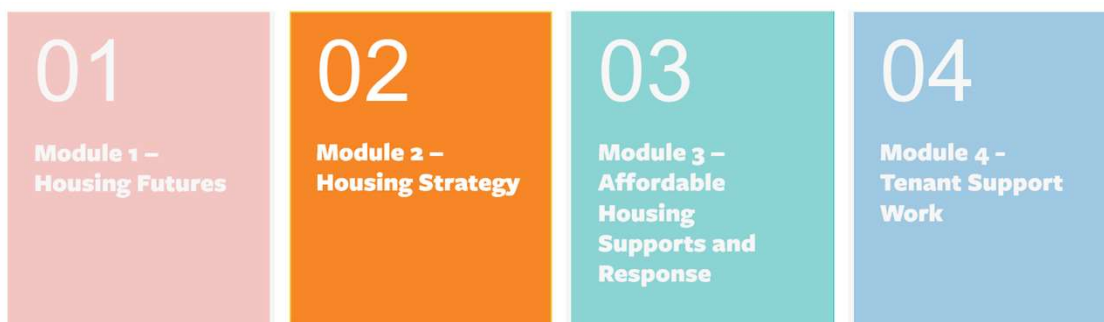 01
Module 1 –
Housing Futures
02
Module 2 –
Housing Strategy
03
Module 3 –
Affordable
Housing
Supports and
Response
04
Module 4 -
Tenant Support
Work